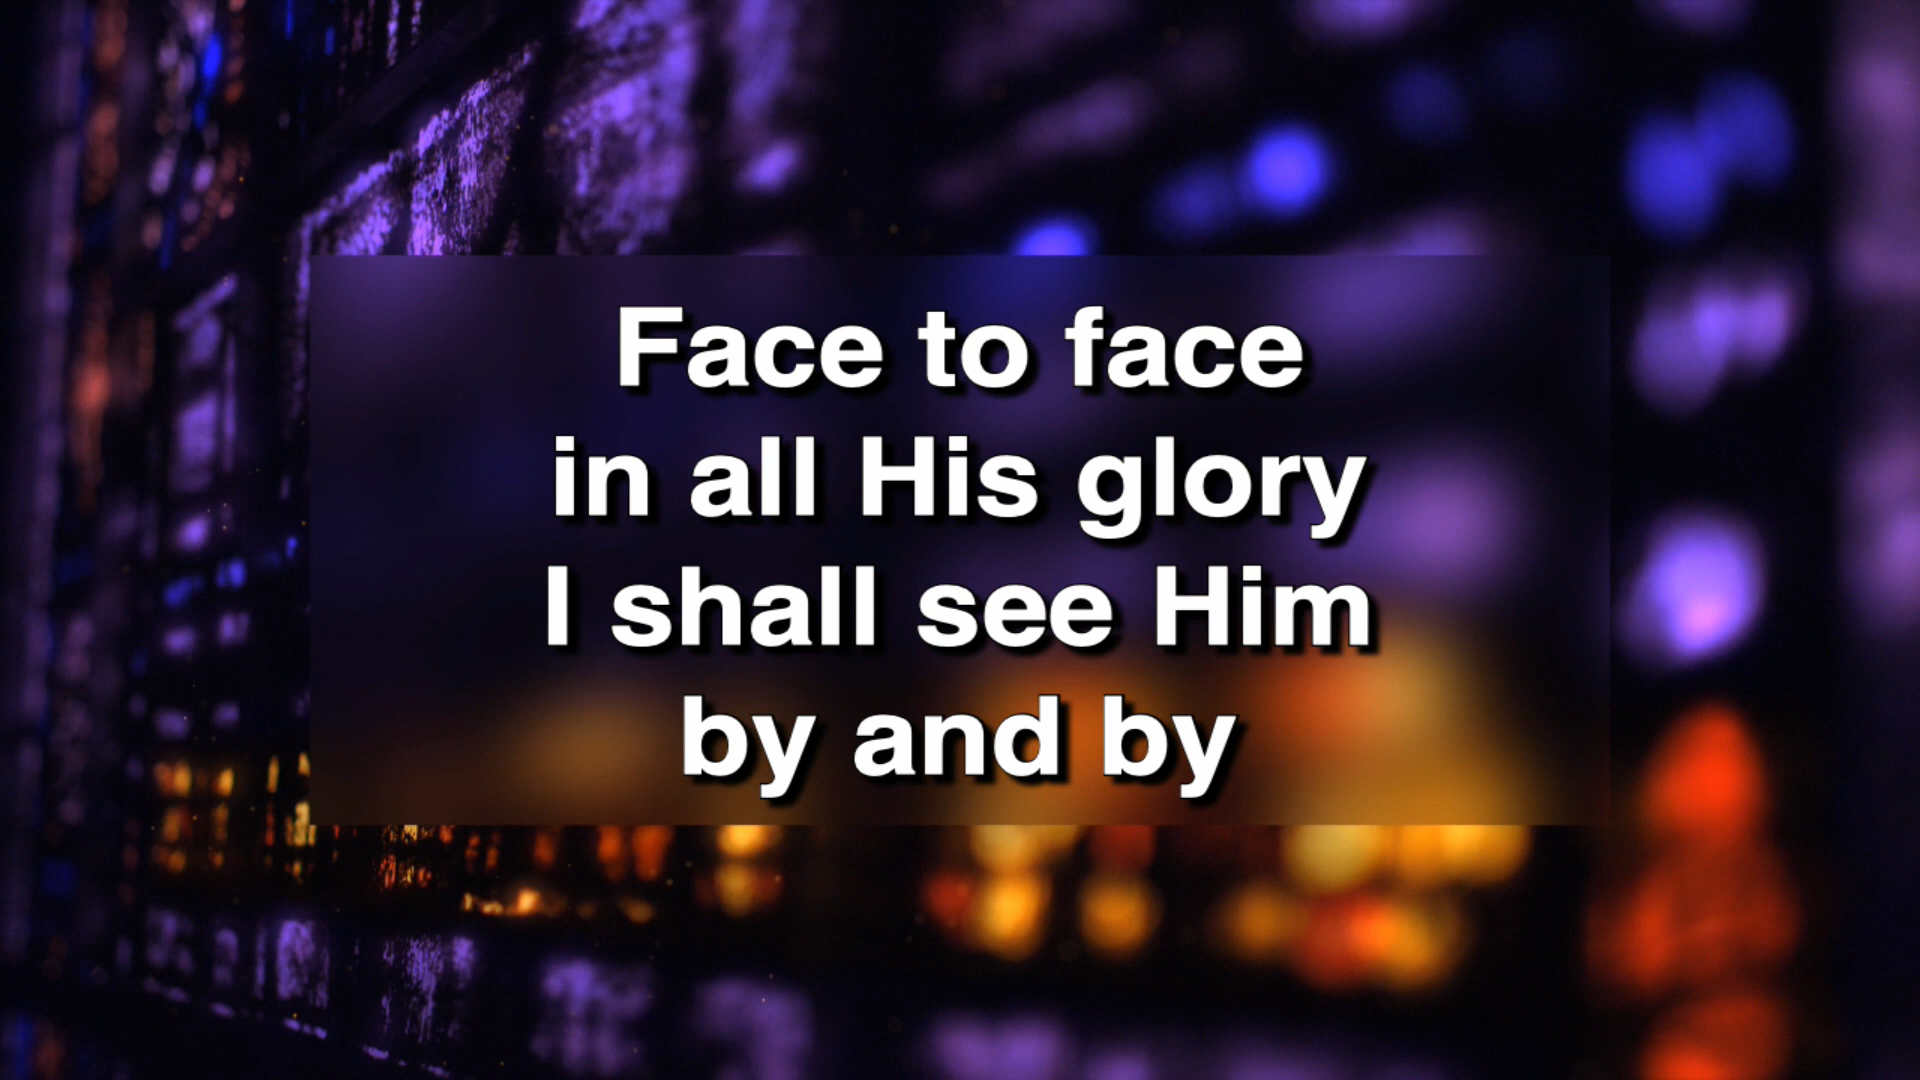 Face to face
in all His glory
I shall see Him
by and by